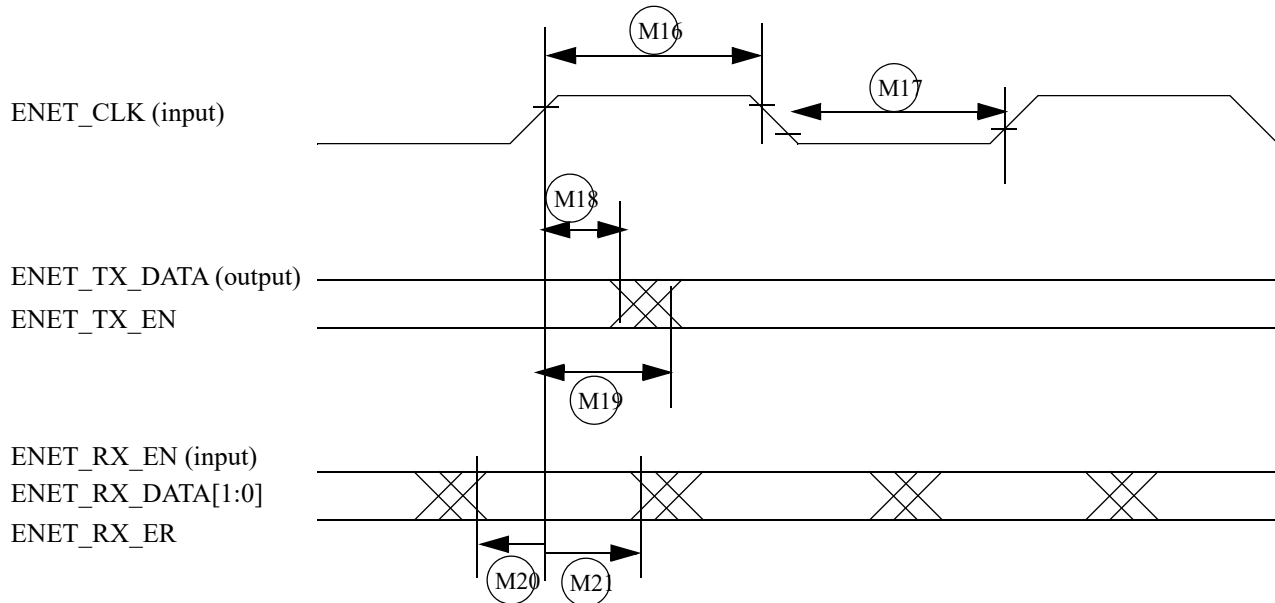 M16
M17
ENET_CLK (input)
M18
ENET_TX_DATA (output)
ENET_TX_EN
M19
ENET_RX_EN (input)
ENET_RX_DATA[1:0]
ENET_RX_ER
M20
M21